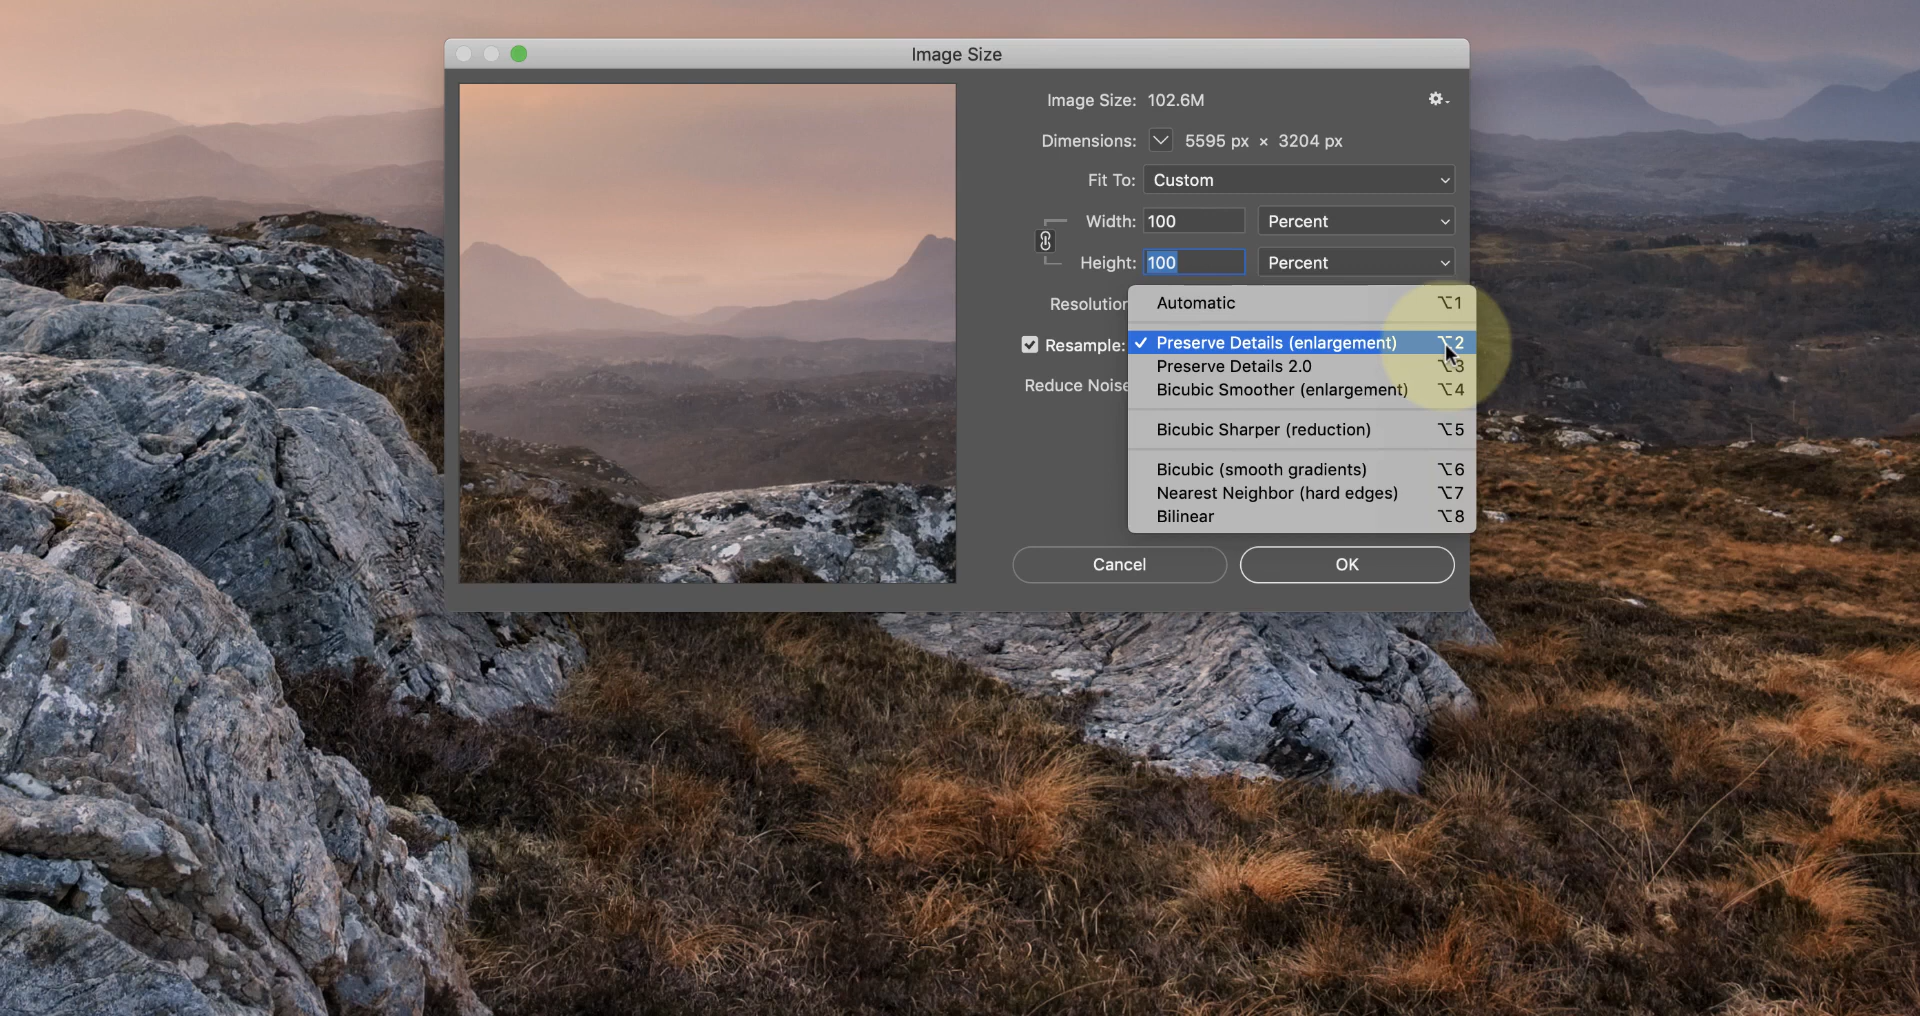 Image Size
Image Size: 102.6M
Dimensions: 5595 px × 3204 px
Fit To: Custom
Width: 100 Percent
Height: 100 Percent
Resolution
Automatic ⌥1
Resample: ✓ Preserve Details (enlargement) ⌥2
Preserve Details 2.0 ⌥3
Reduce Noise
Bicubic Smoother (enlargement) ⌥4
Bicubic Sharper (reduction) ⌥5
Bicubic (smooth gradients) ⌥6
Nearest Neighbor (hard edges) ⌥7
Bilinear ⌥8
Cancel OK